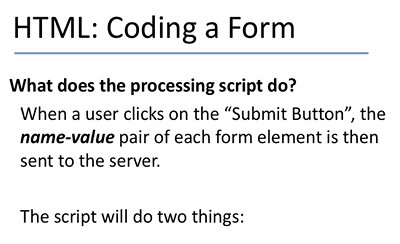 HTML: Coding a Form
What does the processing script do?
When a user clicks on the “Submit Button”, the
name-value pair of each form element is then
sent to the server.
The script will do two things: